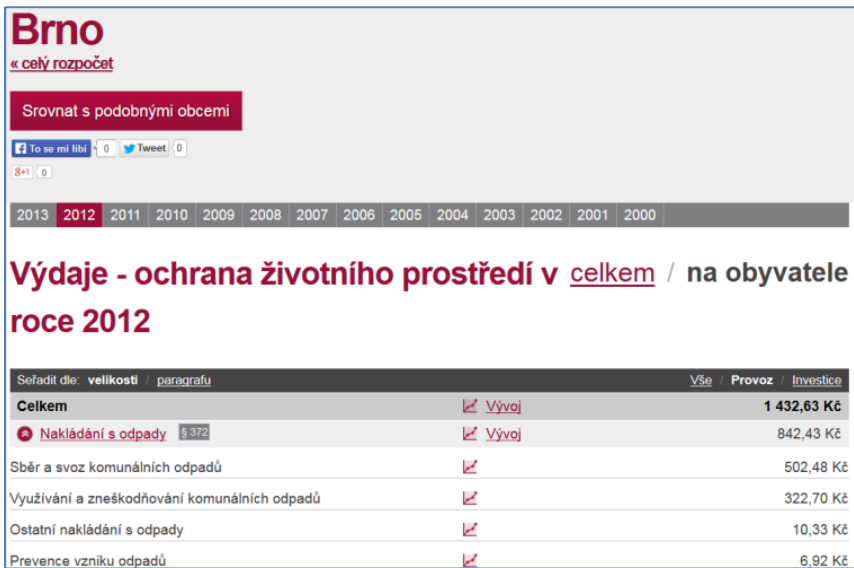 Brno
« celý rozpočet
Srovnat s podobnými obcemi
To se mi líbí 0 Tweet 0
g+1 0
2013 2012 2011 2010 2009 2008 2007 2006 2005 2004 2003 2002 2001 2000
Výdaje - ochrana životního prostředí v celkem / na obyvatele
roce 2012
Seřadit dle: velikosti / paragrafu Vše / Provoz / Investice
Celkem Vývoj 1 432,63 Kč
Nakládání s odpady § 372 Vývoj 842,43 Kč
Sběr a svoz komunálních odpadů 502,48 Kč
Využívání a zneškodňování komunálních odpadů 322,70 Kč
Ostatní nakládání s odpady 10,33 Kč
Prevence vzniku odpadů 6,92 Kč